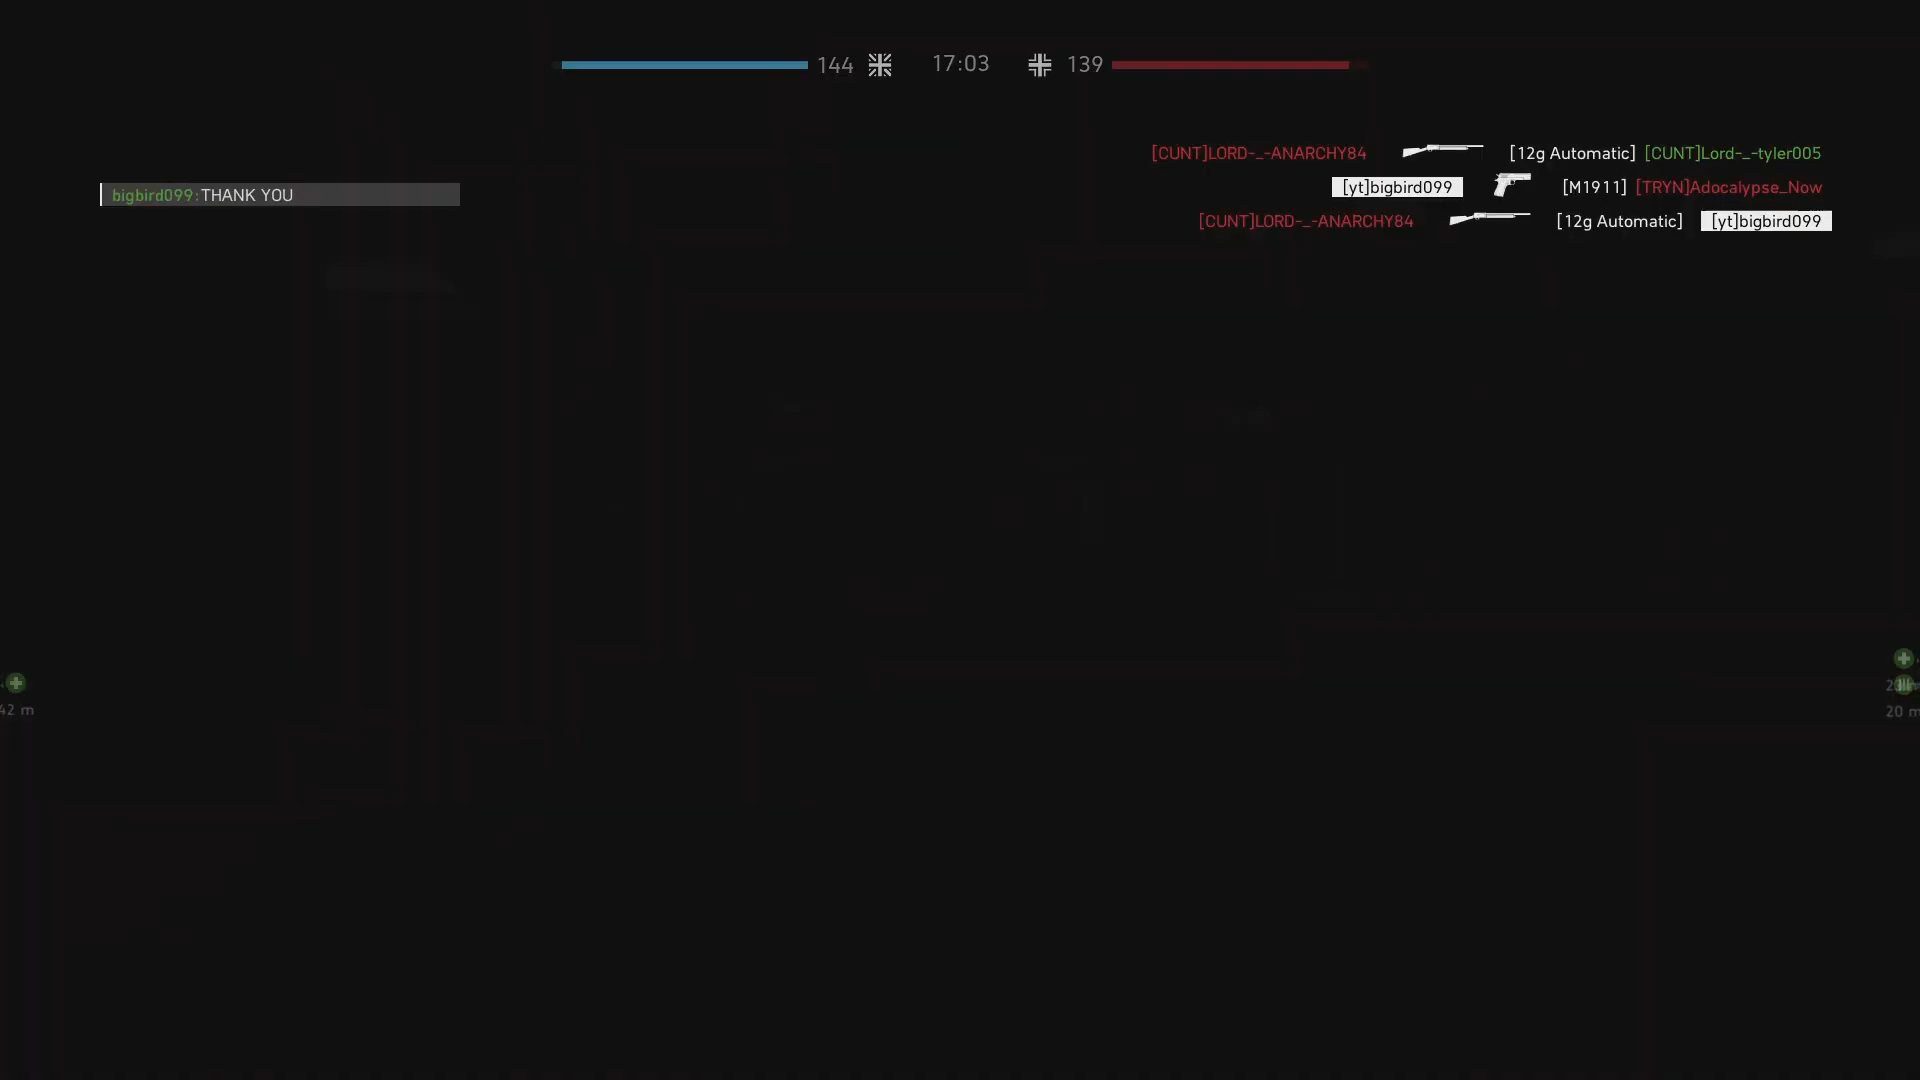 144 17:03 139
[CUNT]LORD-_-ANARCHY84 [12g Automatic] [CUNT]Lord-_-tyler005
bigbird099: THANK YOU
[yt]bigbird099 [M1911] [TRYN]Adocalypse_Now
[CUNT]LORD-_-ANARCHY84 [12g Automatic] [yt]bigbird099
42 m
20 m